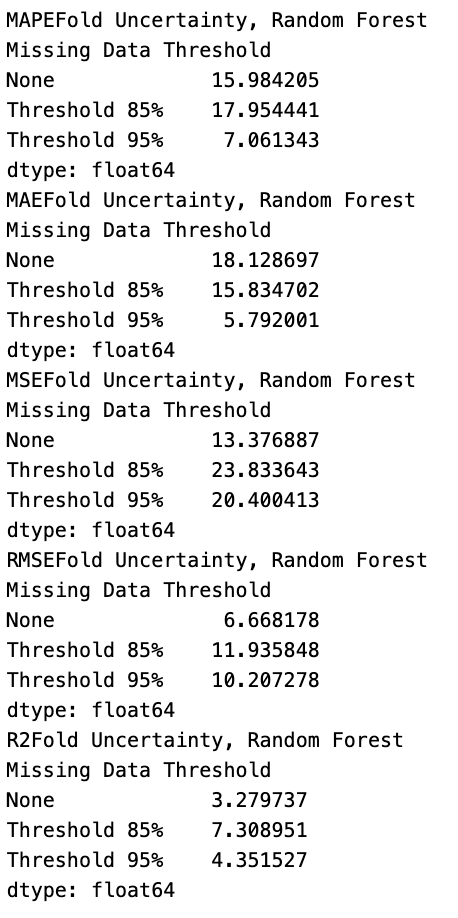 MAPEFold Uncertainty, Random Forest
Missing Data Threshold
None             15.984205
Threshold 85%    17.954441
Threshold 95%     7.061343
dtype: float64
MAEFold Uncertainty, Random Forest
Missing Data Threshold
None             18.128697
Threshold 85%    15.834702
Threshold 95%     5.792001
dtype: float64
MSEFold Uncertainty, Random Forest
Missing Data Threshold
None             13.376887
Threshold 85%    23.833643
Threshold 95%    20.400413
dtype: float64
RMSEFold Uncertainty, Random Forest
Missing Data Threshold
None              6.668178
Threshold 85%    11.935848
Threshold 95%    10.207278
dtype: float64
R2Fold Uncertainty, Random Forest
Missing Data Threshold
None             3.279737
Threshold 85%    7.308951
Threshold 95%    4.351527
dtype: float64